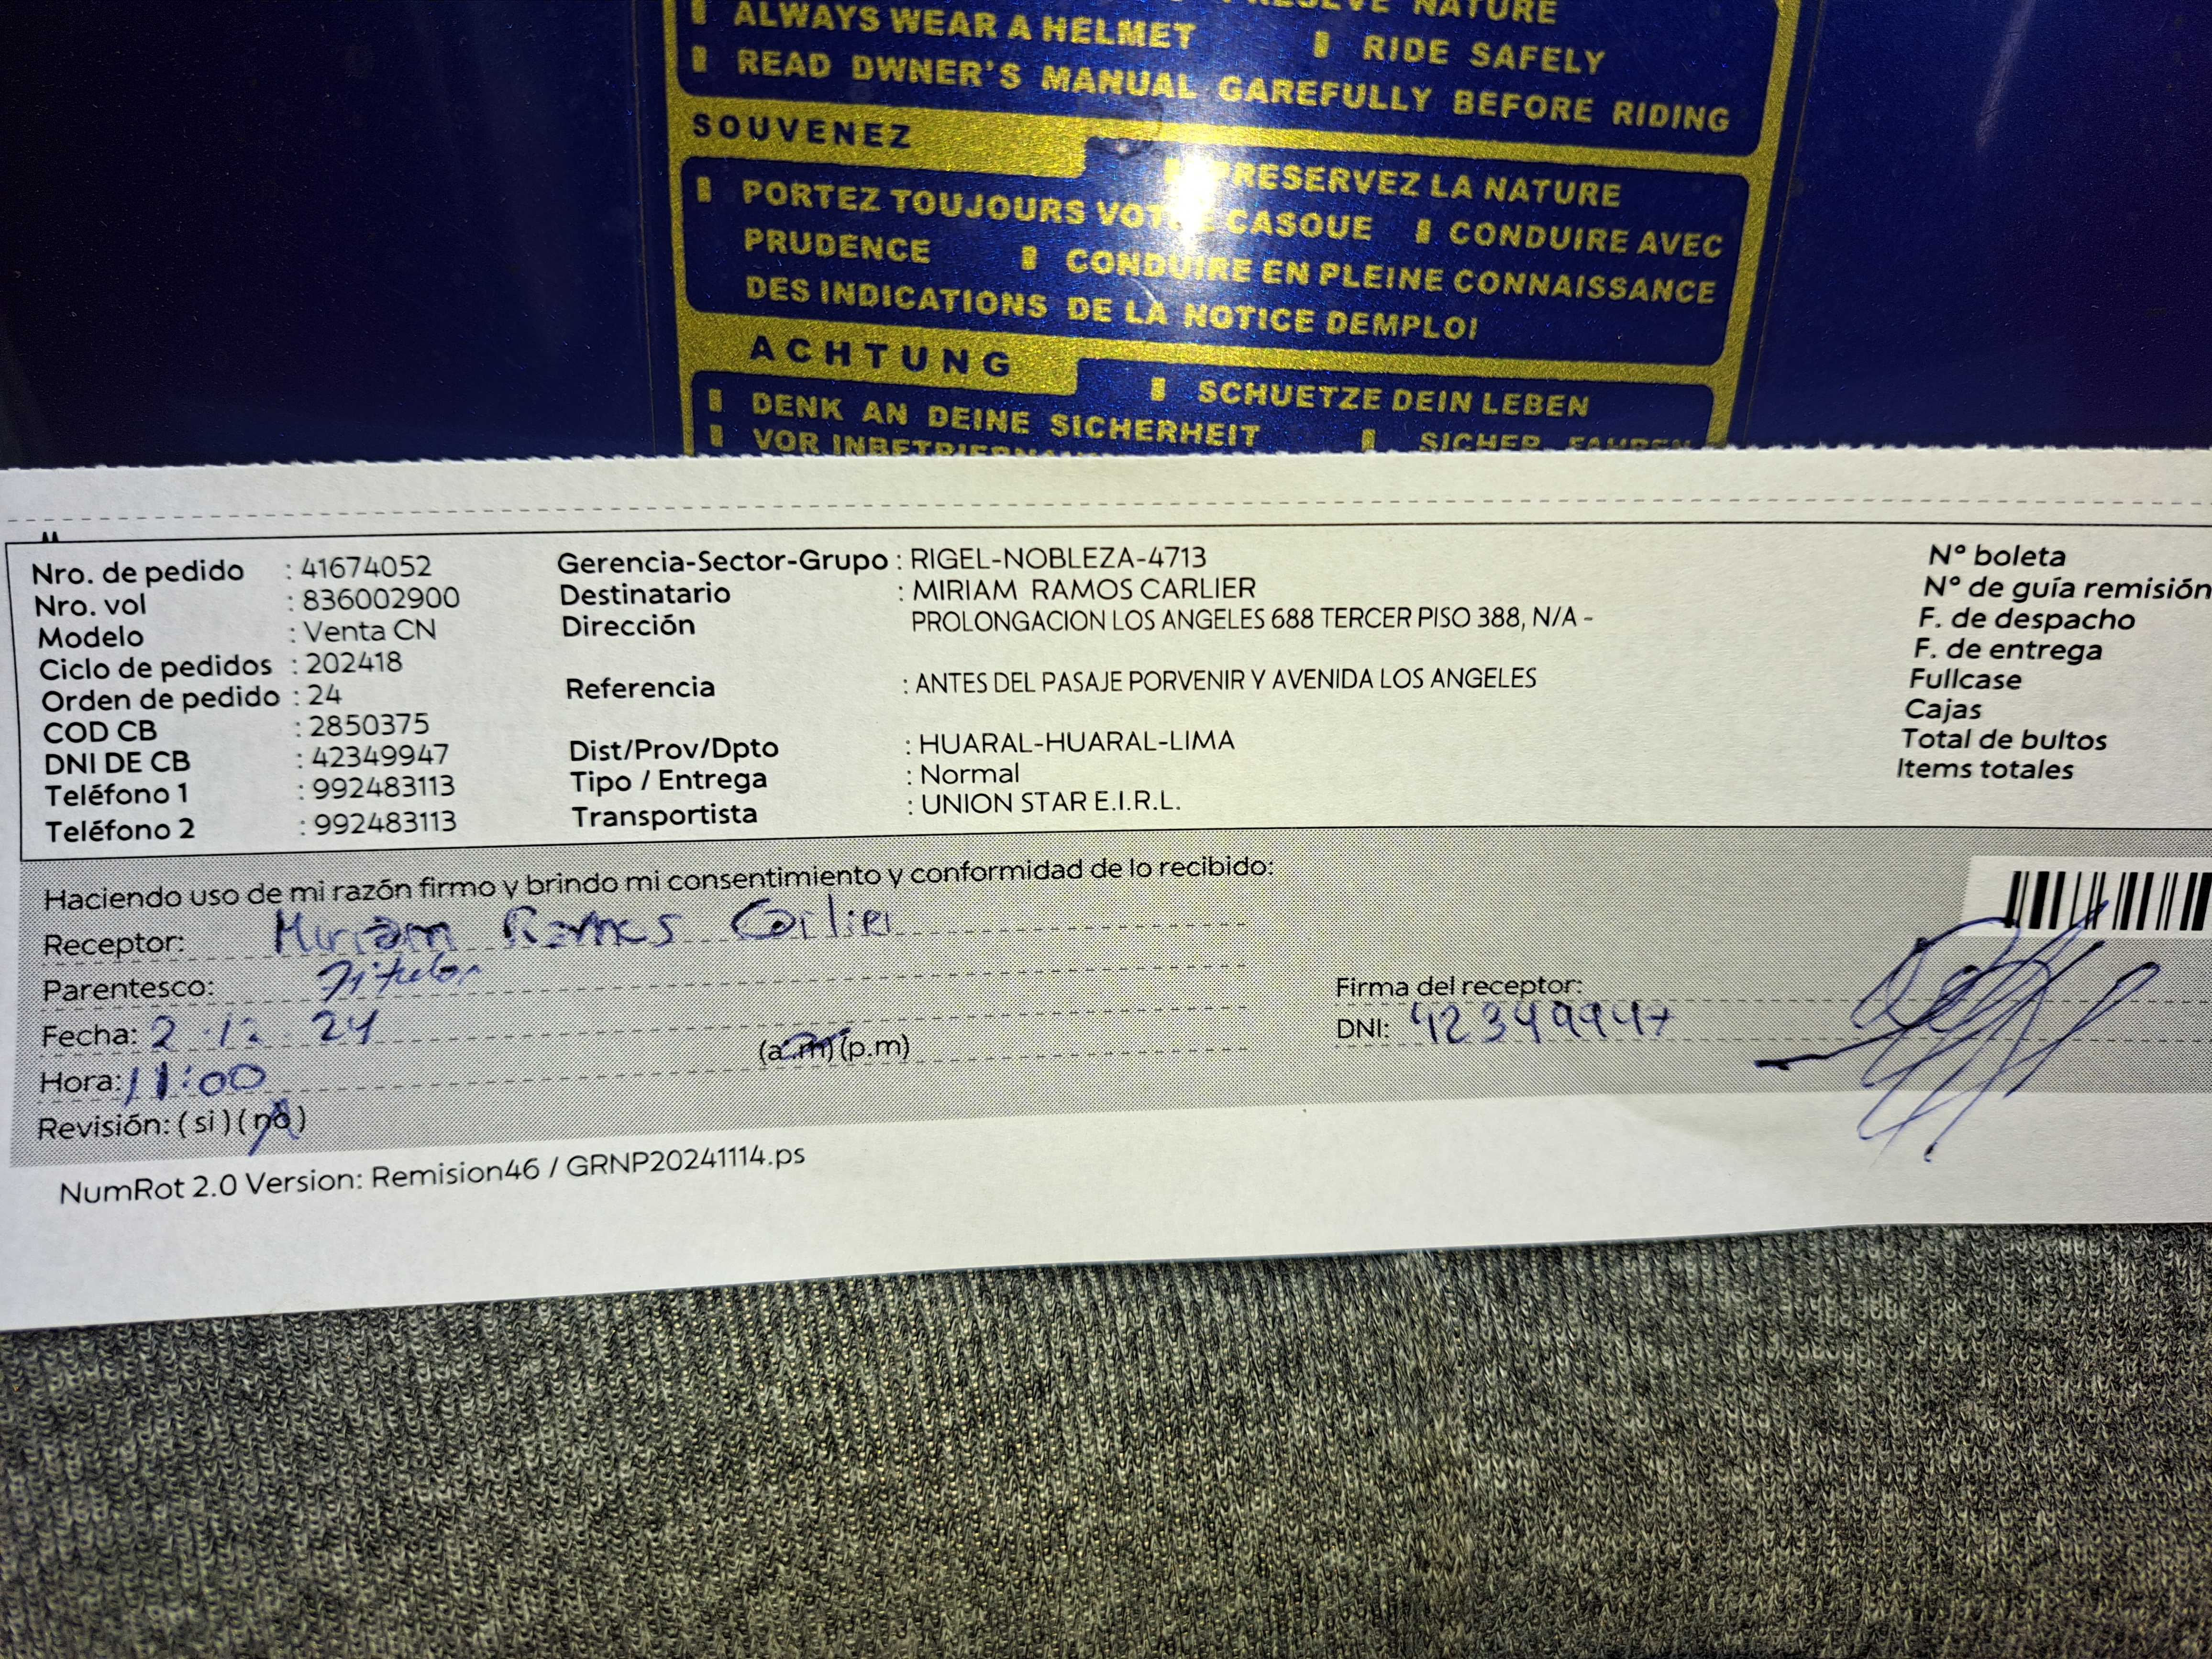 PRESELVE NATURE
ALWAYS WEAR A HELMET
RIDE SAFELY
READ DWNER'S MANUAL GAREFULLY BEFORE RIDING
SOUVENEZ
PRESERVEZ LA NATURE
PORTEZ TOUJOURS VOTRE CASOUE CONDUIRE AVEC
PRUDENCE CONDUIRE EN PLEINE CONNAISSANCE
DES INDICATIONS DE LA NOTICE DEMPLOI
ACHTUNG
SCHUETZE DEIN LEBEN
DENK AN DEINE SICHERHEIT
SICHER FAHREN
VOR
Nro. de pedido : 41674052
Nro. vol : 836002900
Modelo : Venta CN
Ciclo de pedidos : 202418
Orden de pedido : 24
COD CB : 2850375
DNI DE CB : 42349947
Teléfono 1 : 992483113
Teléfono 2 : 992483113
Gerencia-Sector-Grupo : RIGEL-NOBLEZA-4713
Destinatario : MIRIAM RAMOS CARLIER
Dirección PROLONGACION LOS ANGELES 688 TERCER PISO 388, N/A -
Referencia : ANTES DEL PASAJE PORVENIR Y AVENIDA LOS ANGELES
Dist/Prov/Dpto : HUARAL-HUARAL-LIMA
Tipo / Entrega : Normal
Transportista : UNION STAR E.I.R.L.
N° boleta
N° de guía remisión
F. de despacho
F. de entrega
Fullcase
Cajas
Total de bultos
Items totales
Haciendo uso de mi razón firmo y brindo mi consentimiento y conformidad de lo recibido:
Receptor: Miriam Ramos Carlier
Parentesco: Titular
Fecha: 2 . 12 . 24
Hora: 11:00 (a.m) (p.m)
Revisión: ( si ) ( no )
Firma del receptor:
DNI: 42349947
NumRot 2.0 Version: Remision46 / GRNP20241114.ps